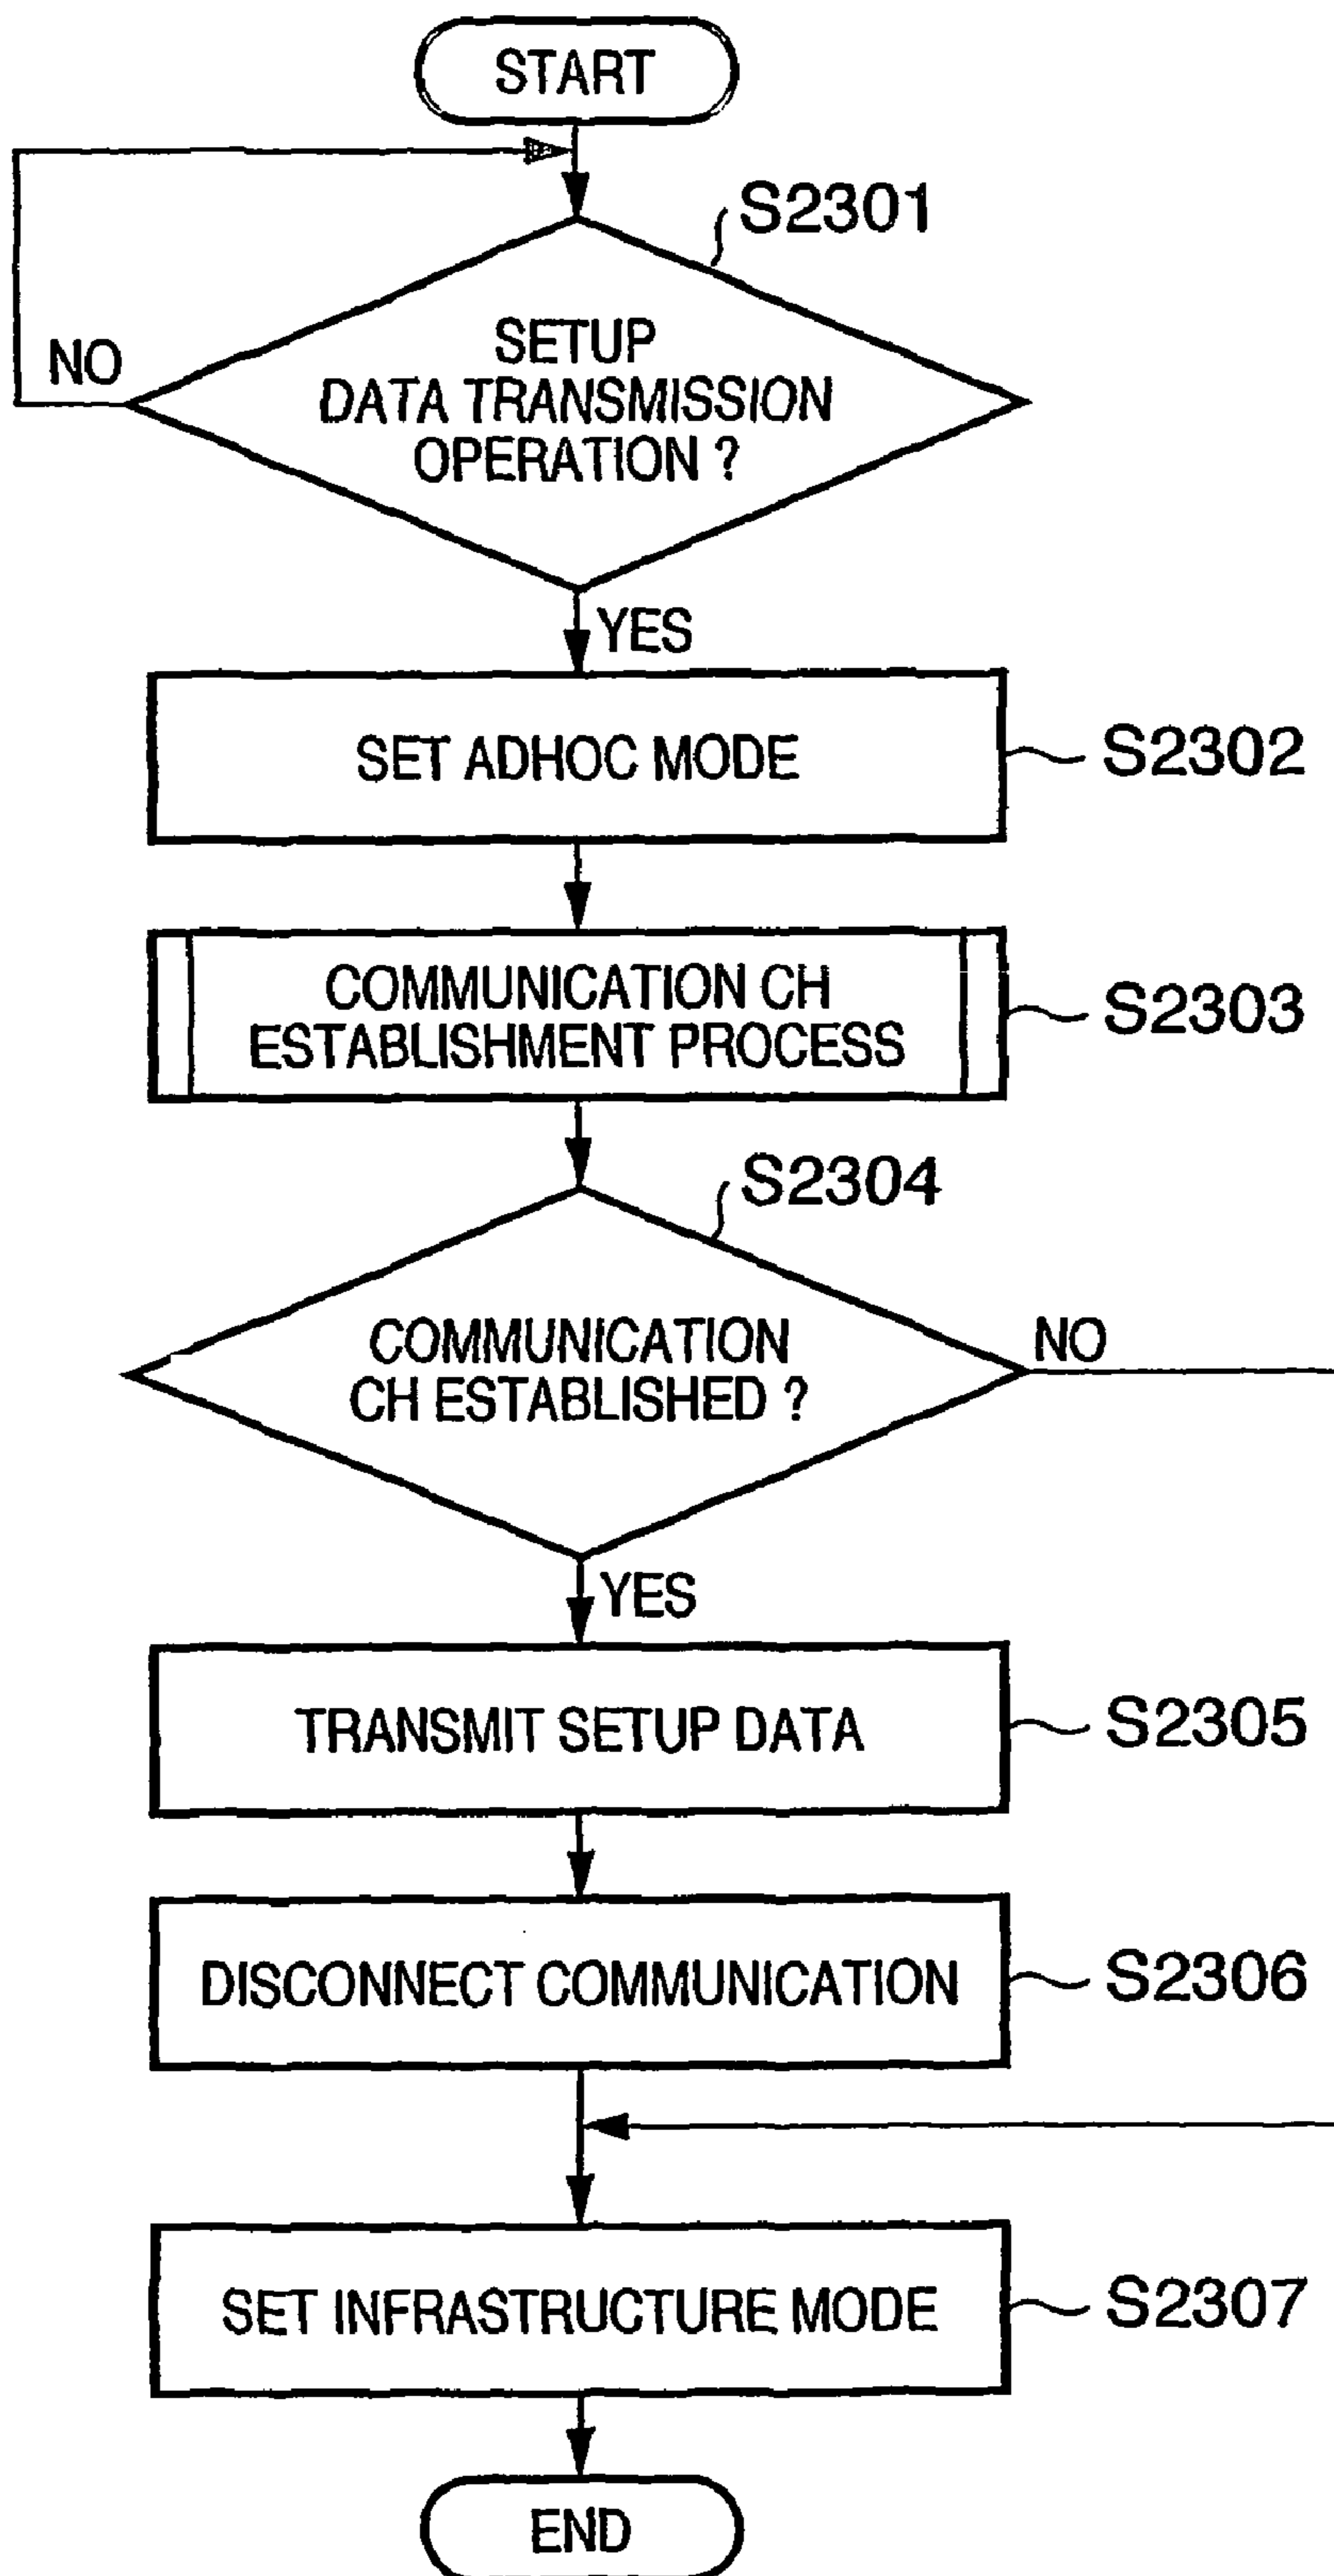 START
S2301
SETUP
DATA TRANSMISSION
OPERATION ?
NO
YES
SET ADHOC MODE
S2302
COMMUNICATION CH
ESTABLISHMENT PROCESS
S2303
S2304
COMMUNICATION
CH ESTABLISHED ?
NO
YES
TRANSMIT SETUP DATA
S2305
DISCONNECT COMMUNICATION
S2306
SET INFRASTRUCTURE MODE
S2307
END